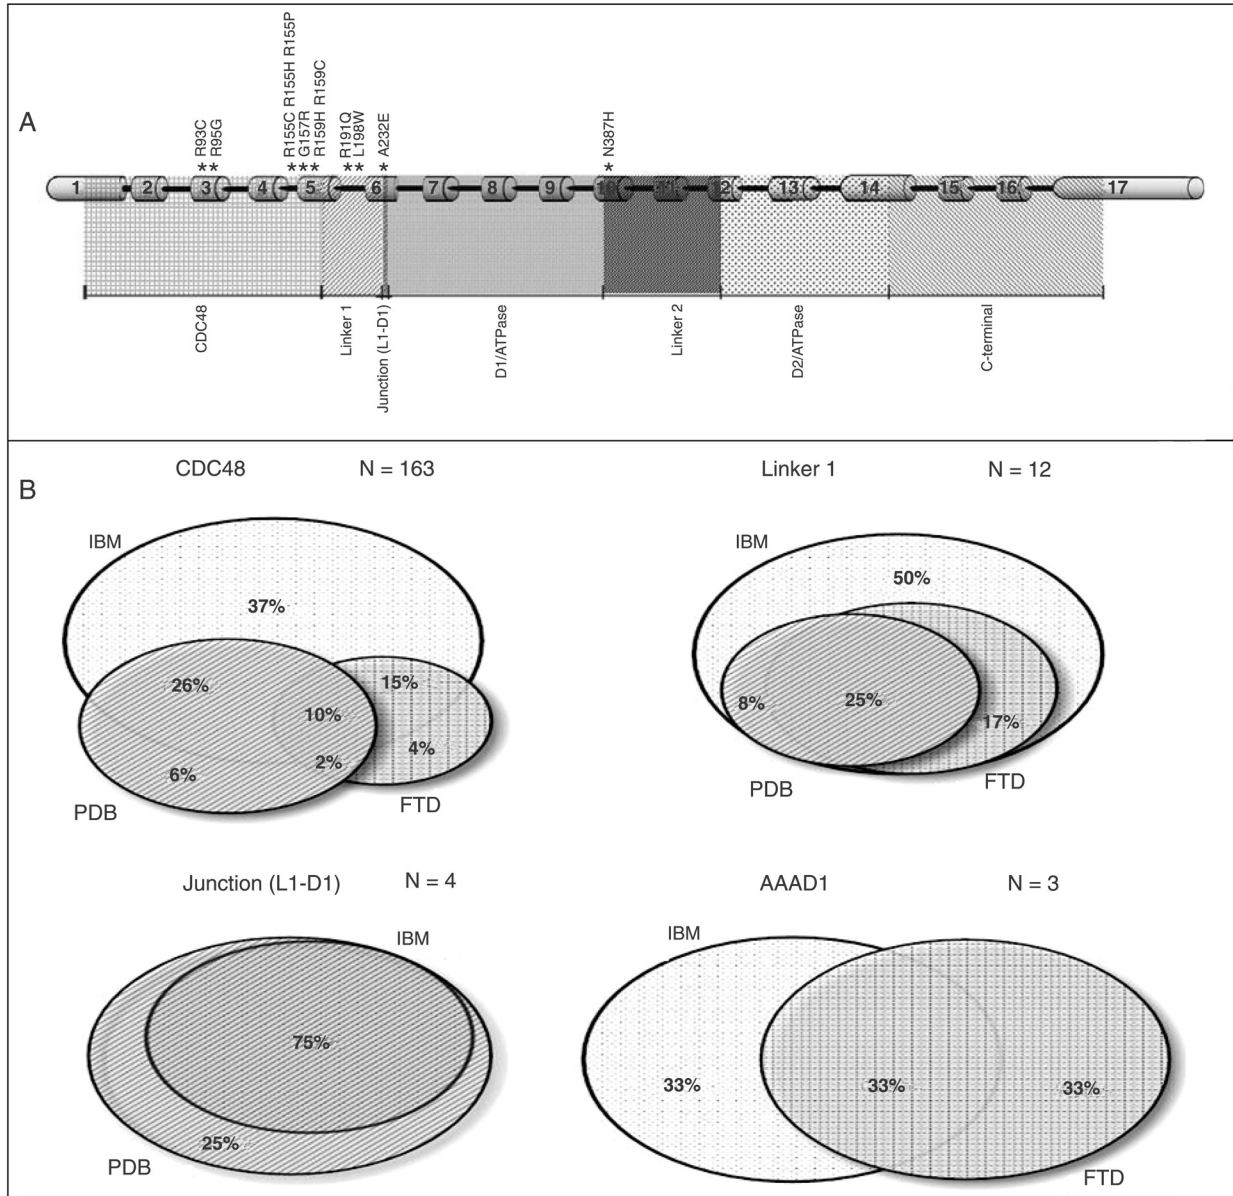 A
R93C
R95G
R155C R155H R155P
G157R
R159H R159C
R191Q
L198W
A232E
N387H
* * * * * * * * *
1 2 3 4 5 6 7 8 9 10 11 12 13 14 15 16 17
CDC48
Linker 1
Junction (L1-D1)
D1/ATPase
Linker 2
D2/ATPase
C-terminal
B
CDC48 N = 163
IBM
37%
26%
15%
10%
4%
2%
6%
PDB
FTD
Linker 1 N = 12
IBM
50%
8%
25%
17%
PDB
FTD
Junction (L1-D1) N = 4
IBM
75%
25%
PDB
AAAD1 N = 3
IBM
33% 33% 33%
FTD